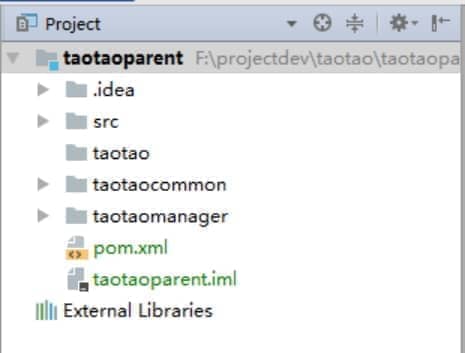 Project
taotaoparent F:\projectdev\taotao\taotaopa
.idea
src
taotao
taotaocommon
taotaomanager
pom.xml
taotaoparent.iml
External Libraries